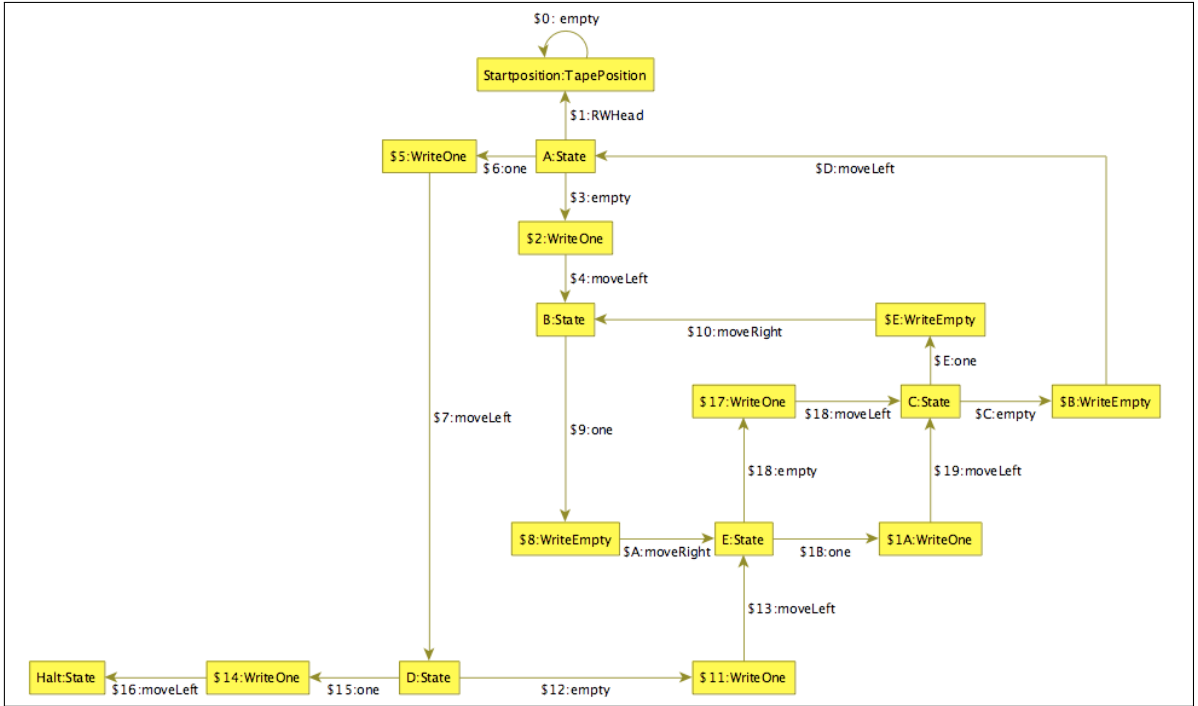 $0: empty
Startposition:TapePosition
$1:RWHead
$5:WriteOne
$6:one
A:State
$D:moveLeft
$3:empty
$2:WriteOne
$4:moveLeft
B:State
$10:moveRight
$E:WriteEmpty
$E:one
$7:moveLeft
$9:one
$17:WriteOne
$18:moveLeft
C:State
$C:empty
$B:WriteEmpty
$18:empty
$19:moveLeft
$8:WriteEmpty
$A:moveRight
E:State
$1B:one
$1A:WriteOne
$13:moveLeft
Halt:State
$16:moveLeft
$14:WriteOne
$15:one
D:State
$12:empty
$11:WriteOne